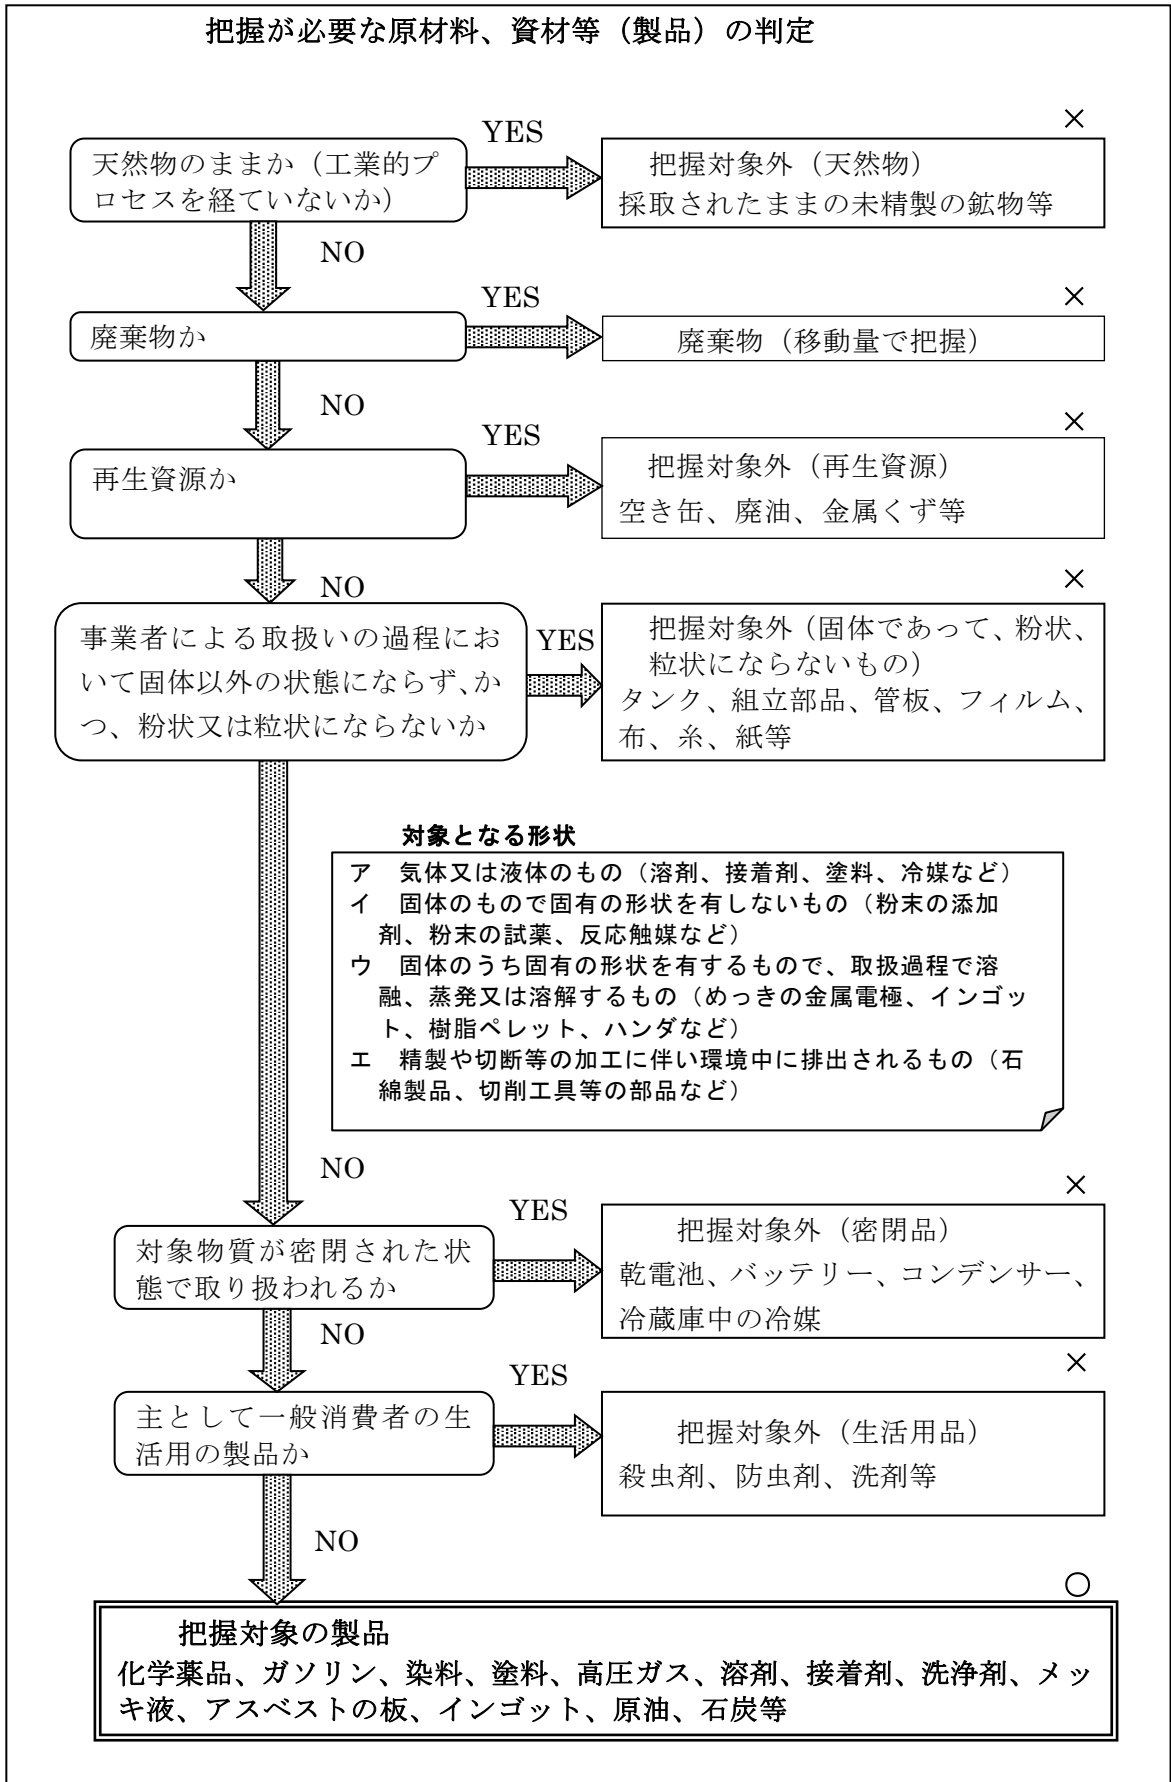 把握が必要な原材料、資材等（製品）の判定
×
YES
天然物のままか（工業的プ
ロセスを経ていないか）
把握対象外（天然物）
採取されたままの未精製の鉱物等
NO
×
YES
廃棄物か
廃棄物（移動量で把握）
NO
×
YES
再生資源か
把握対象外（再生資源）
空き缶、廃油、金属くず等
NO
×
事業者による取扱いの過程にお
いて固体以外の状態にならず、か
つ、粉状又は粒状にならないか
YES
把握対象外（固体であって、粉状、
粒状にならないもの）
タンク、組立部品、管板、フィルム、
布、糸、紙等
対象となる形状
ア　気体又は液体のもの（溶剤、接着剤、塗料、冷媒など）
イ　固体のもので固有の形状を有しないもの（粉末の添加
剤、粉末の試薬、反応触媒など）
ウ　固体のうち固有の形状を有するもので、取扱過程で溶
融、蒸発又は溶解するもの（めっきの金属電極、インゴッ
ト、樹脂ペレット、ハンダなど）
エ　精製や切断等の加工に伴い環境中に排出されるもの（石
綿製品、切削工具等の部品など）
NO
×
YES
対象物質が密閉された状
態で取り扱われるか
把握対象外（密閉品）
乾電池、バッテリー、コンデンサー、
冷蔵庫中の冷媒
NO
×
YES
主として一般消費者の生
活用の製品か
把握対象外（生活用品）
殺虫剤、防虫剤、洗剤等
NO
○
把握対象の製品
化学薬品、ガソリン、染料、塗料、高圧ガス、溶剤、接着剤、洗浄剤、メッ
キ液、アスベストの板、インゴット、原油、石炭等